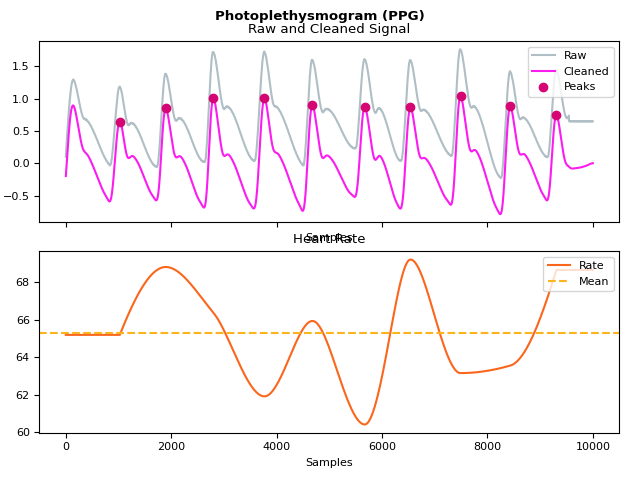 Photoplethysmogram (PPG)
Raw and Cleaned Signal
Raw
Cleaned
Peaks
1.5
1.0
0.5
0.0
−0.5
Samples
Heart Rate
Rate
Mean
68
66
64
62
60
0 2000 4000 6000 8000 10000
Samples